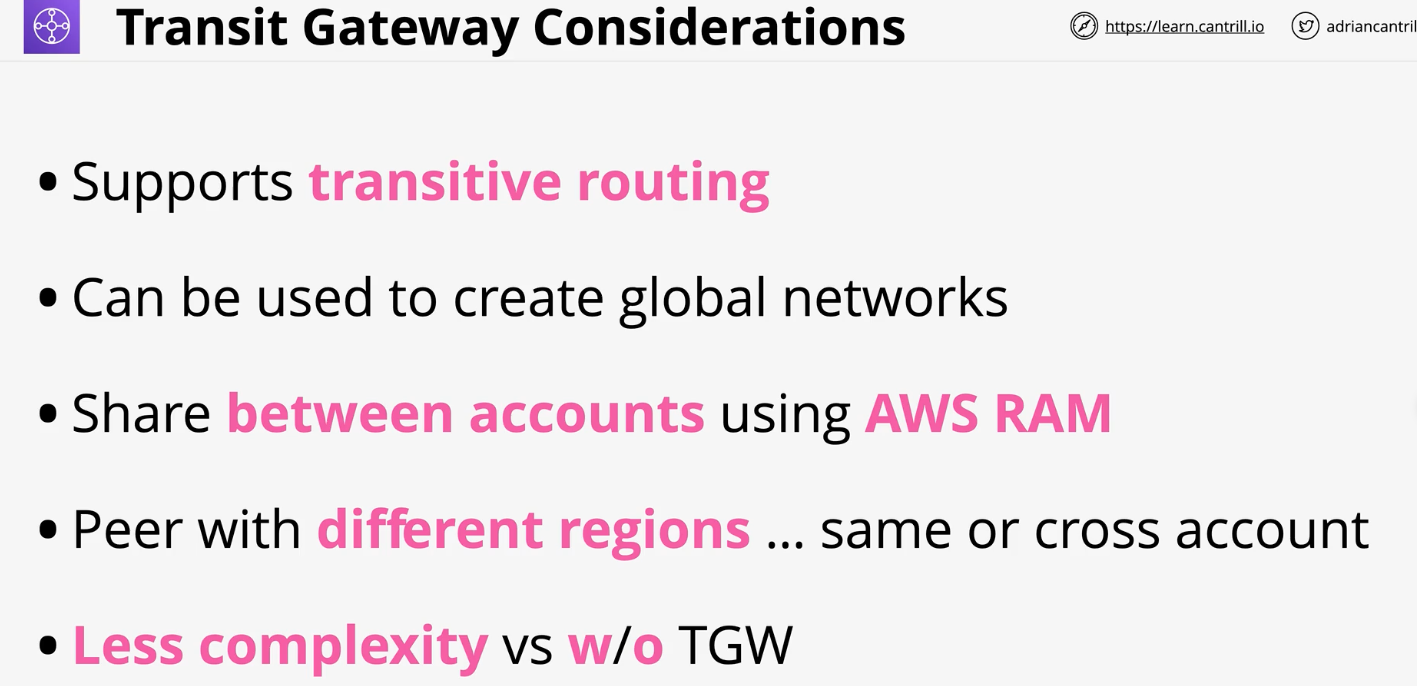 Transit Gateway Considerations
https://learn.cantrill.io
adriancantril
• Supports transitive routing
• Can be used to create global networks
• Share between accounts using AWS RAM
• Peer with different regions ... same or cross account
• Less complexity vs w/o TGW